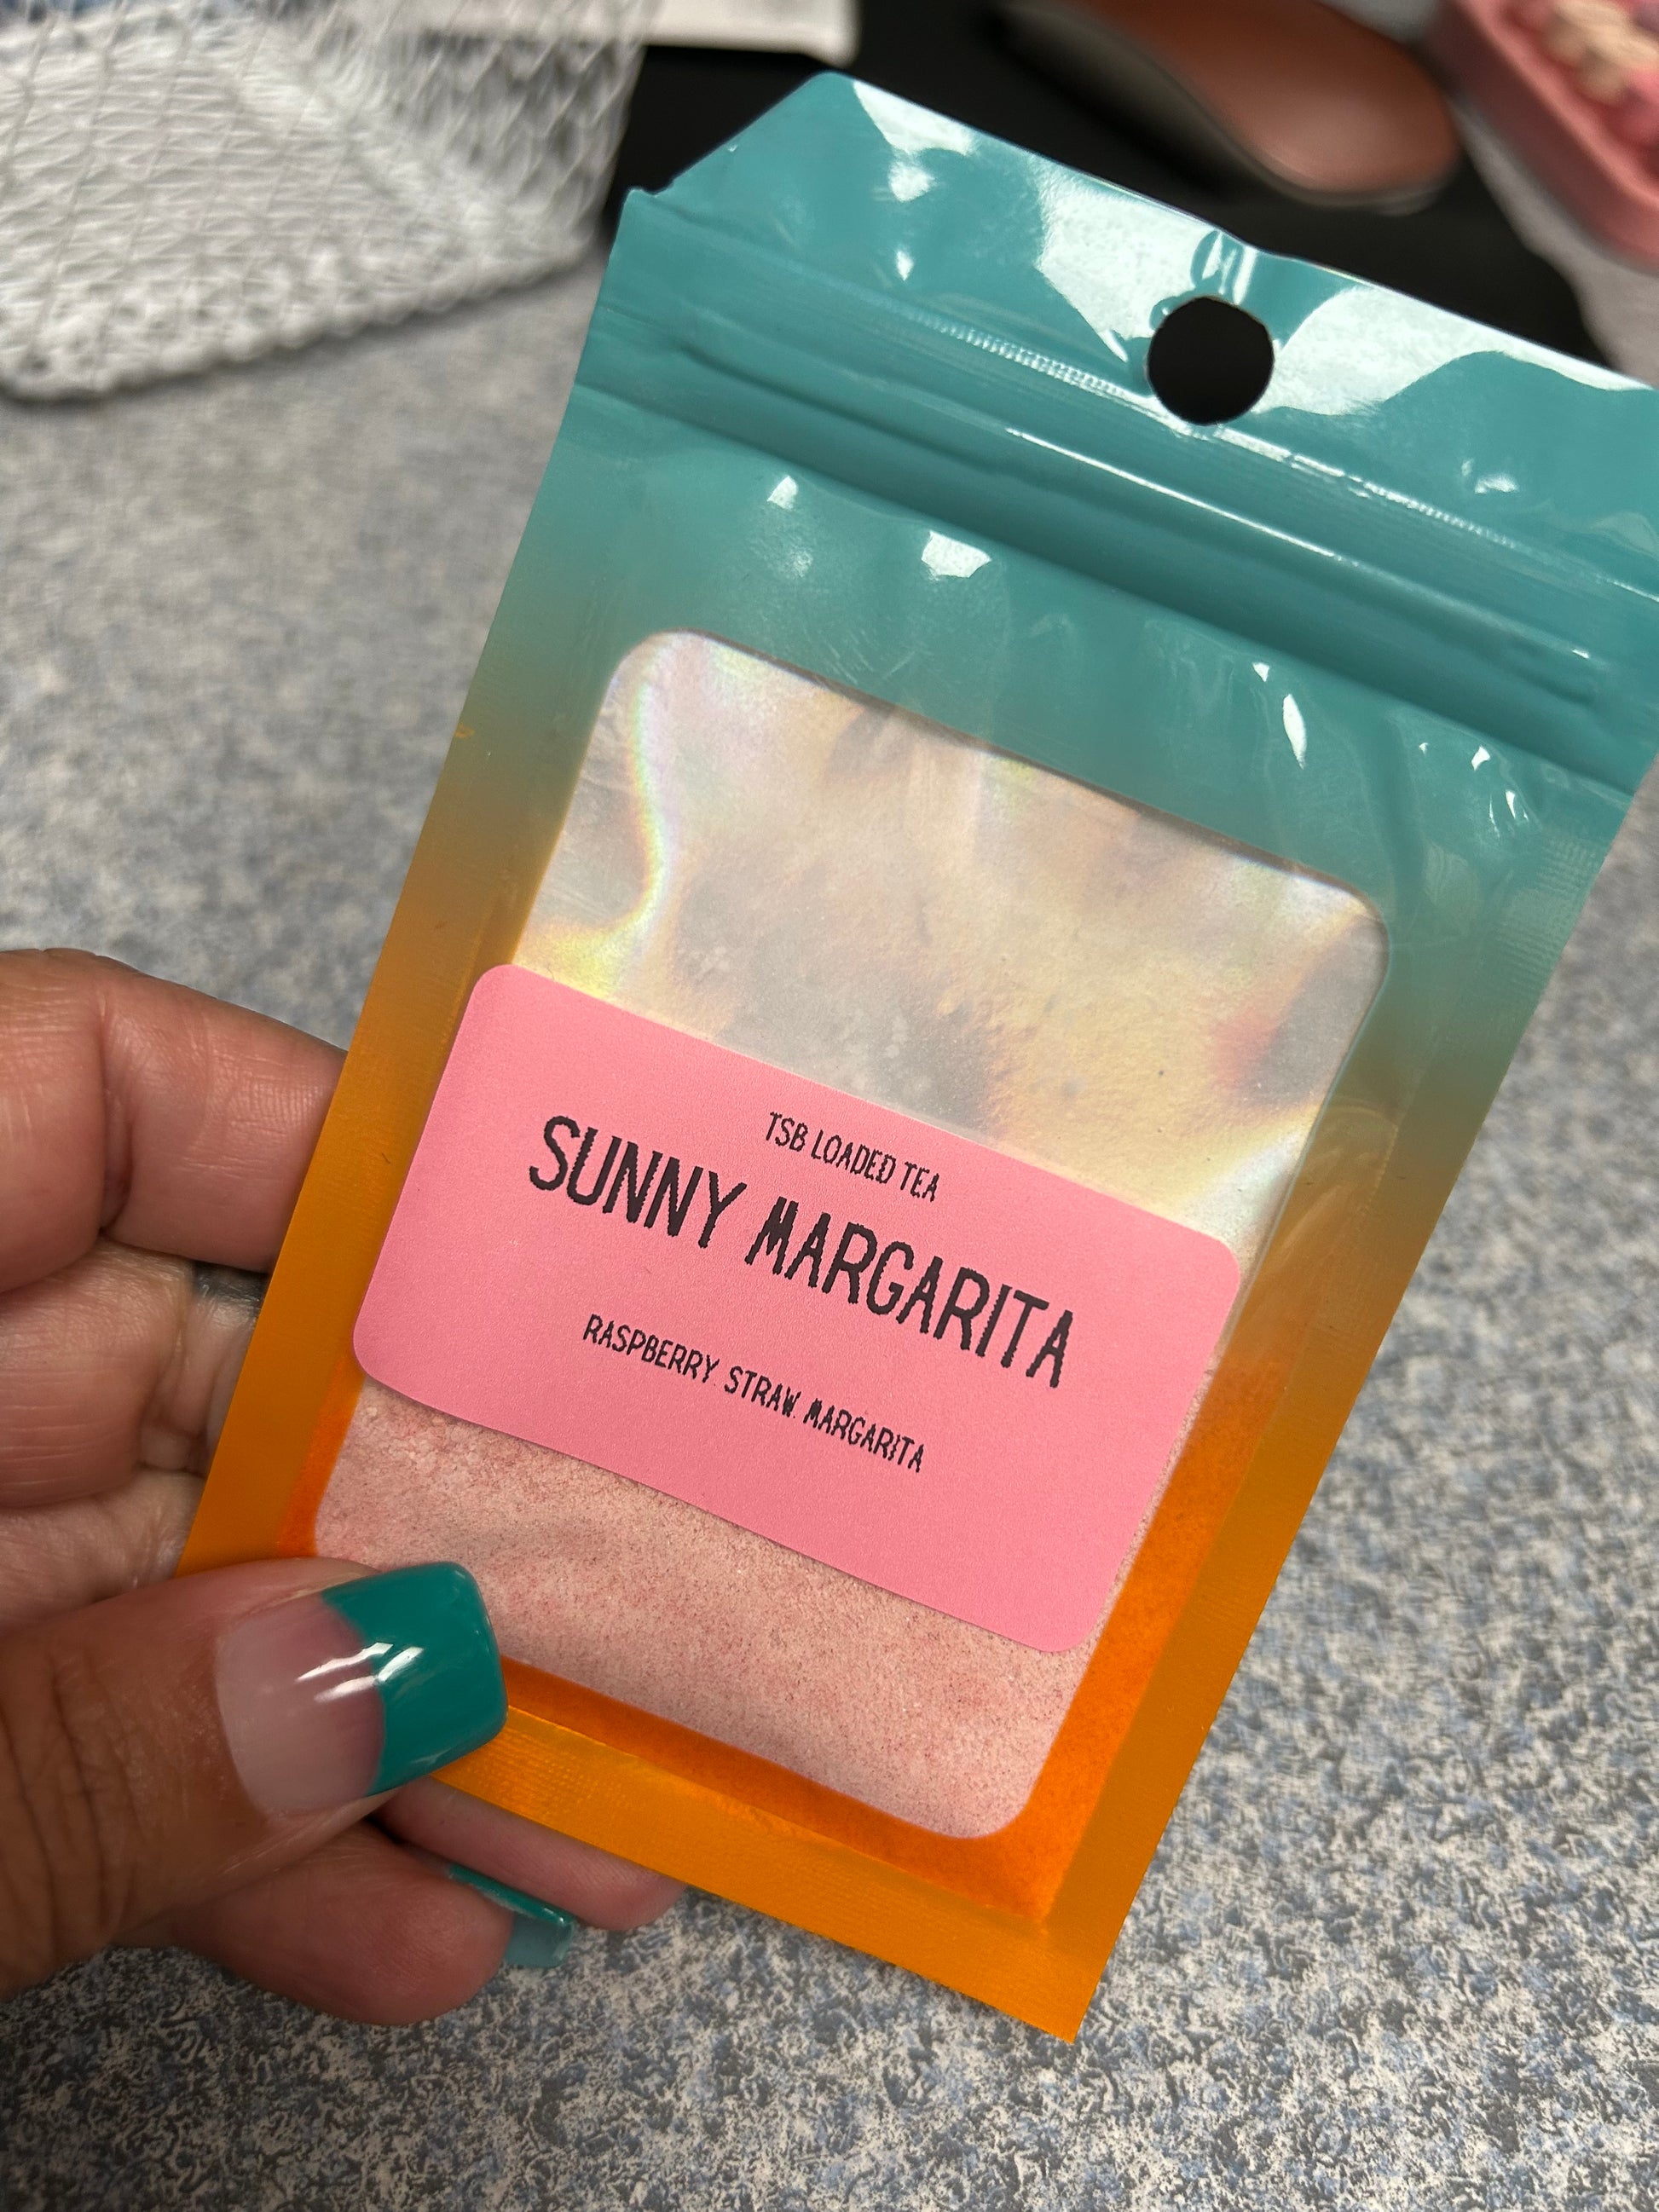 TSB LOADED TEA
SUNNY MARGARITA
RASPBERRY. STRAW. MARGARITA